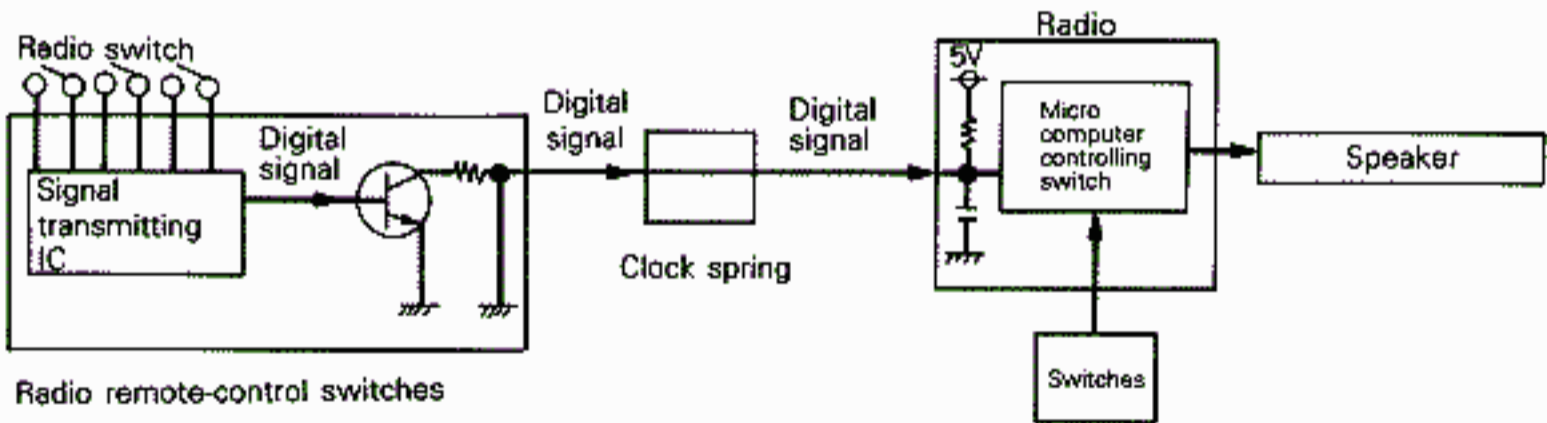 Radio switch
Digital
signal
Signal
transmitting
IC
Digital
signal
Clock spring
Digital
signal
Radio
5V
Micro
computer
controlling
switch
Speaker
Switches
Radio remote-control switches